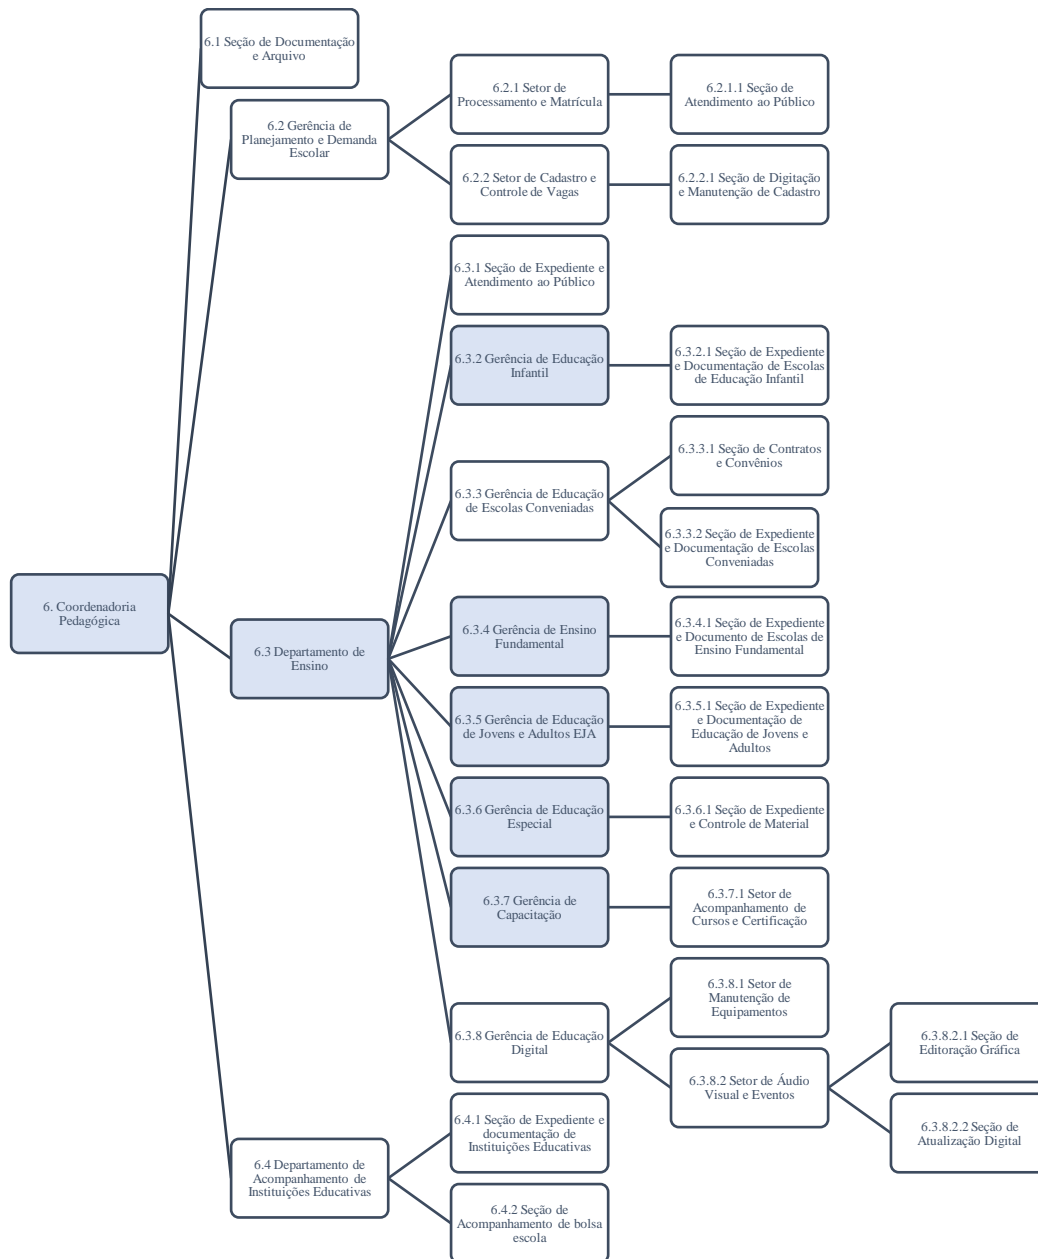 6.1 Seção de Documentação
e Arquivo
6.2 Gerência de
Planejamento e Demanda
Escolar
6.2.1 Setor de
Processamento e Matrícula
6.2.1.1 Seção de
Atendimento ao Público
6.2.2 Setor de Cadastro e
Controle de Vagas
6.2.2.1 Seção de Digitação
e Manutenção de Cadastro
6.3.1 Seção de Expediente e
Atendimento ao Público
6.3.2 Gerência de Educação
Infantil
6.3.2.1 Seção de Expediente
e Documentação de Escolas
de Educação Infantil
6.3.3 Gerência de Educação
de Escolas Conveniadas
6.3.3.1 Seção de Contratos
e Convênios
6.3.3.2 Seção de Expediente
e Documentação de Escolas
Conveniadas
6. Coordenadoria
Pedagógica
6.3 Departamento de
Ensino
6.3.4 Gerência de Ensino
Fundamental
6.3.4.1 Seção de Expediente
e Documento de Escolas de
Ensino Fundamental
6.3.5 Gerência de Educação
de Jovens e Adultos EJA
6.3.5.1 Seção de Expediente
e Documentação de
Educação de Jovens e
Adultos
6.3.6 Gerência de Educação
Especial
6.3.6.1 Seção de Expediente
e Controle de Material
6.3.7 Gerência de
Capacitação
6.3.7.1 Setor de
Acompanhamento de
Cursos e Certificação
6.3.8 Gerência de Educação
Digital
6.3.8.1 Setor de
Manutenção de
Equipamentos
6.3.8.2 Setor de Áudio
Visual e Eventos
6.3.8.2.1 Seção de
Editoração Gráfica
6.3.8.2.2 Seção de
Atualização Digital
6.4 Departamento de
Acompanhamento de
Instituições Educativas
6.4.1 Seção de Expediente e
documentação de
Instituições Educativas
6.4.2 Seção de
Acompanhamento de bolsa
escola